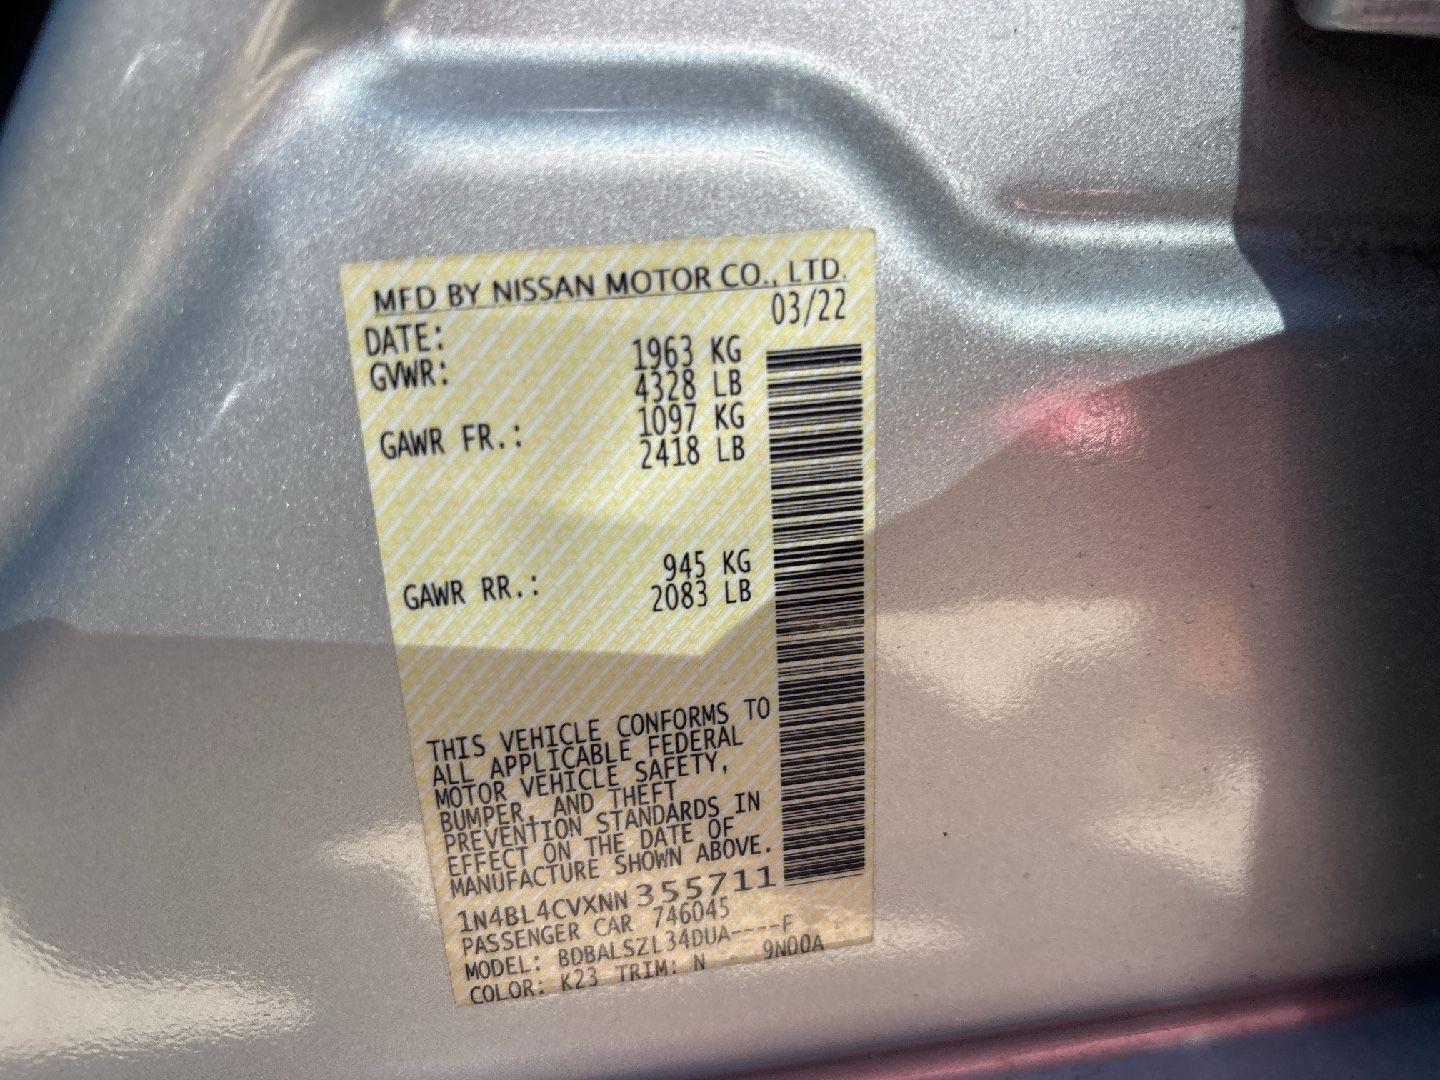 MFD BY NISSAN MOTOR CO., LTD.
DATE: 03/22
GVWR: 1963 KG
4328 LB
GAWR FR.: 1097 KG
2418 LB
GAWR RR.: 945 KG
2083 LB
THIS VEHICLE CONFORMS TO
ALL APPLICABLE FEDERAL
MOTOR VEHICLE SAFETY,
BUMPER, AND THEFT
PREVENTION STANDARDS IN
EFFECT ON THE DATE OF
MANUFACTURE SHOWN ABOVE.
1N4BL4CVXNN355711
PASSENGER CAR 746045
MODEL: BDBALSZL34DUA----F
COLOR: K23 TRIM: N 9N00A